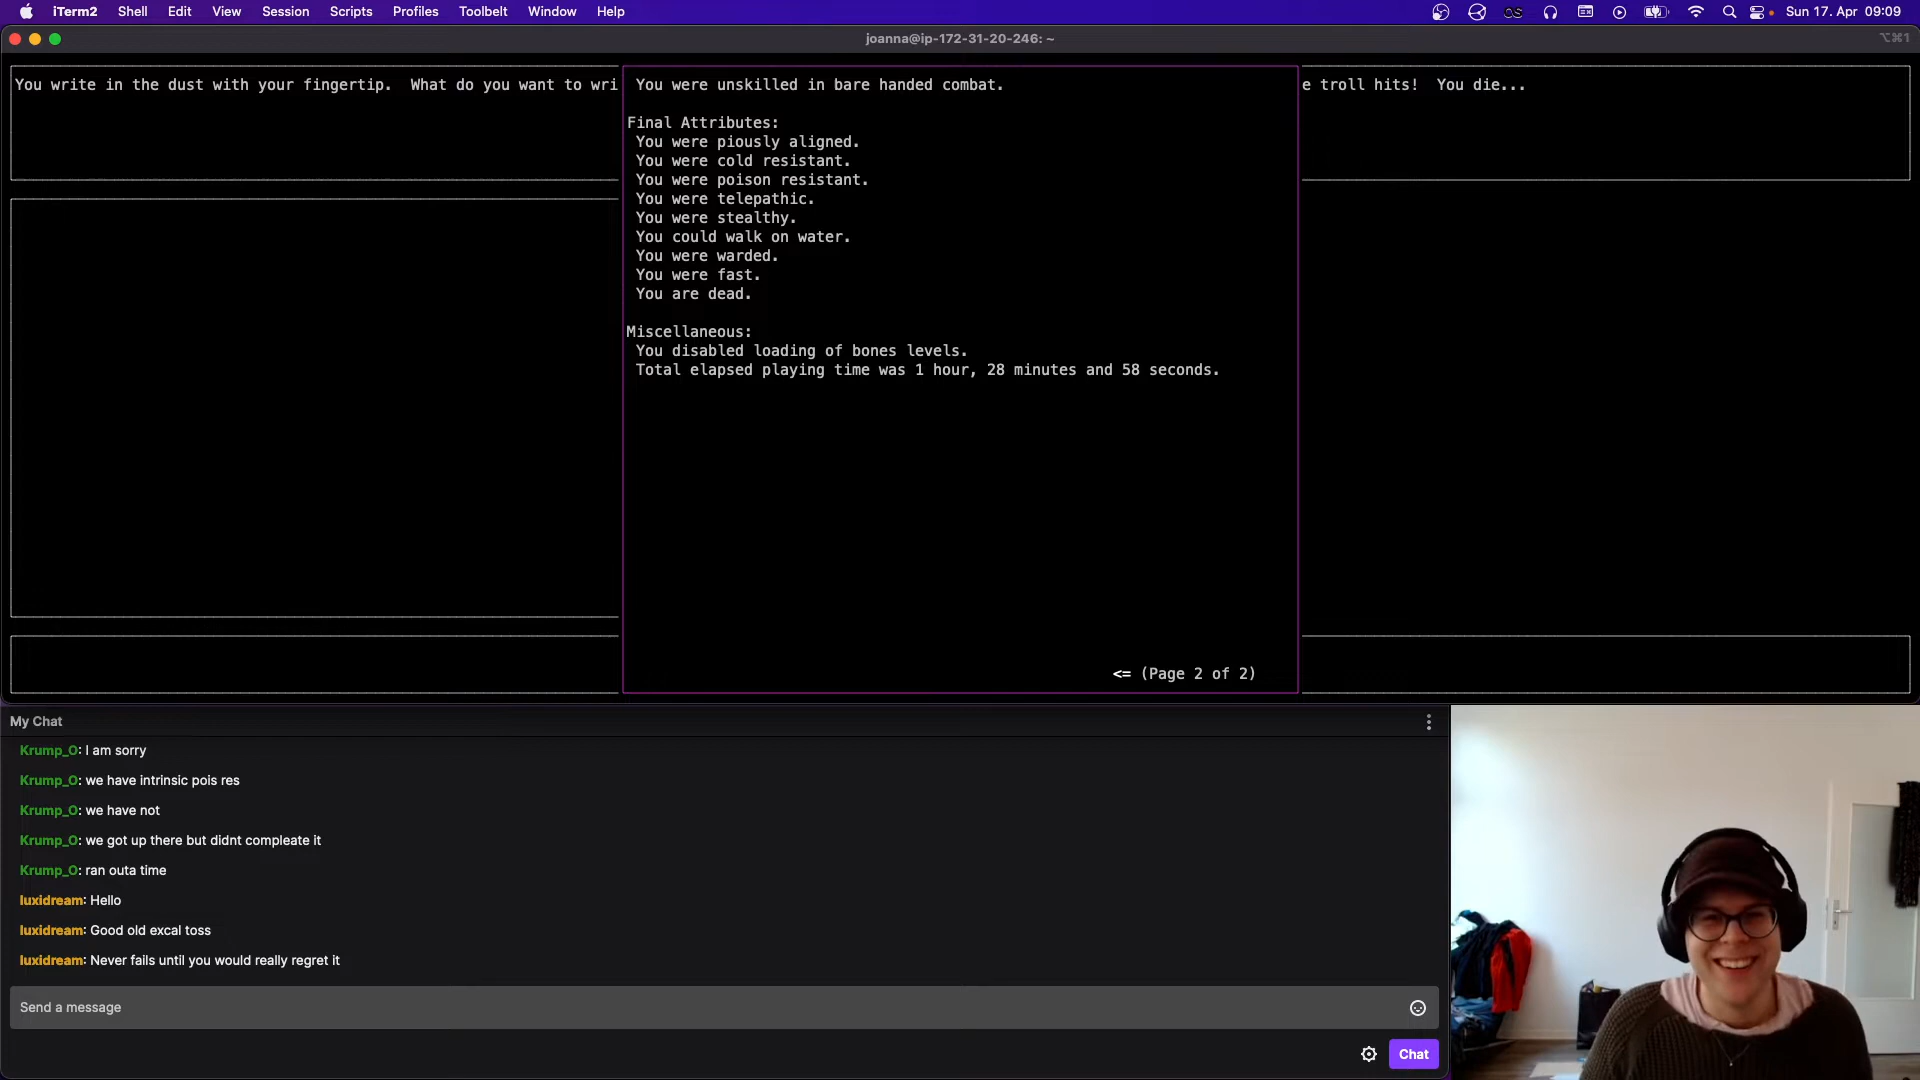 iTerm2 Shell Edit View Session Scripts Profiles Toolbelt Window Help Sun 17. Apr 09:09
joanna@ip-172-31-20-246: ~ ⌥⌘1
You write in the dust with your fingertip.  What do you want to wri
e troll hits!  You die...
You were unskilled in bare handed combat.
Final Attributes:
You were piously aligned.
You were cold resistant.
You were poison resistant.
You were telepathic.
You were stealthy.
You could walk on water.
You were warded.
You were fast.
You are dead.
Miscellaneous:
You disabled loading of bones levels.
Total elapsed playing time was 1 hour, 28 minutes and 58 seconds.
<= (Page 2 of 2)
My Chat
Krump_O: I am sorry
Krump_O: we have intrinsic pois res
Krump_O: we have not
Krump_O: we got up there but didnt compleate it
Krump_O: ran outa time
luxidream: Hello
luxidream: Good old excal toss
luxidream: Never fails until you would really regret it
Send a message
Chat